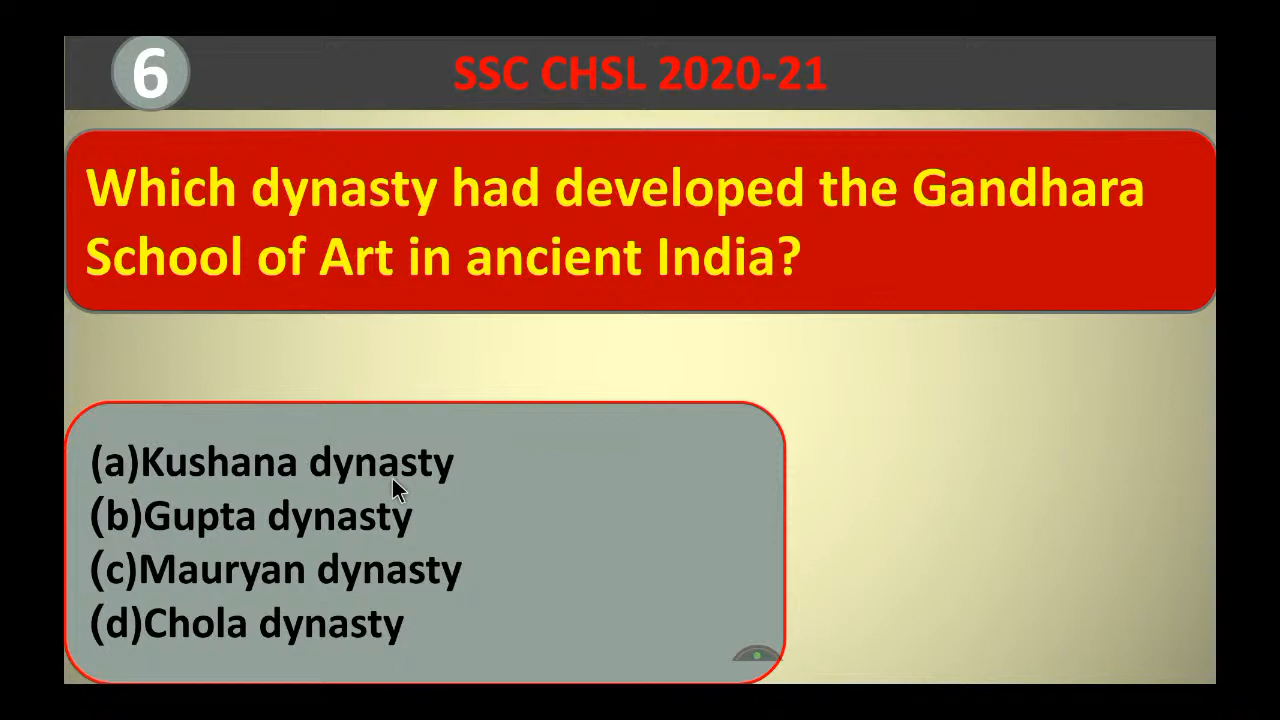 6
SSC CHSL 2020-21
Which dynasty had developed the Gandhara
School of Art in ancient India?
(a)Kushana dynasty
(b)Gupta dynasty
(c)Mauryan dynasty
(d)Chola dynasty